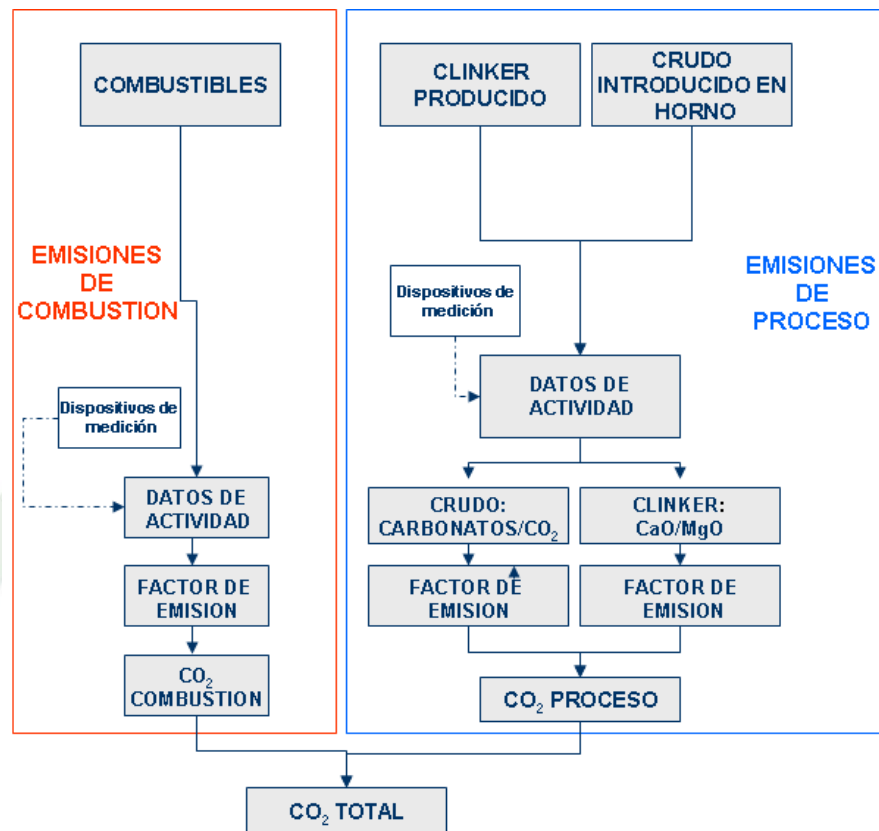 COMBUSTIBLES
EMISIONES
DE
COMBUSTION
Dispositivos de
medición
DATOS DE
ACTIVIDAD
FACTOR DE
EMISION
CO₂
COMBUSTION
CLINKER
PRODUCIDO
CRUDO
INTRODUCIDO EN
HORNO
EMISIONES
DE
PROCESO
Dispositivos de
medición
DATOS DE
ACTIVIDAD
CRUDO:
CARBONATOS/CO₂
CLINKER:
CaO/MgO
FACTOR DE
EMISION
FACTOR DE
EMISION
CO₂ PROCESO
CO₂ TOTAL